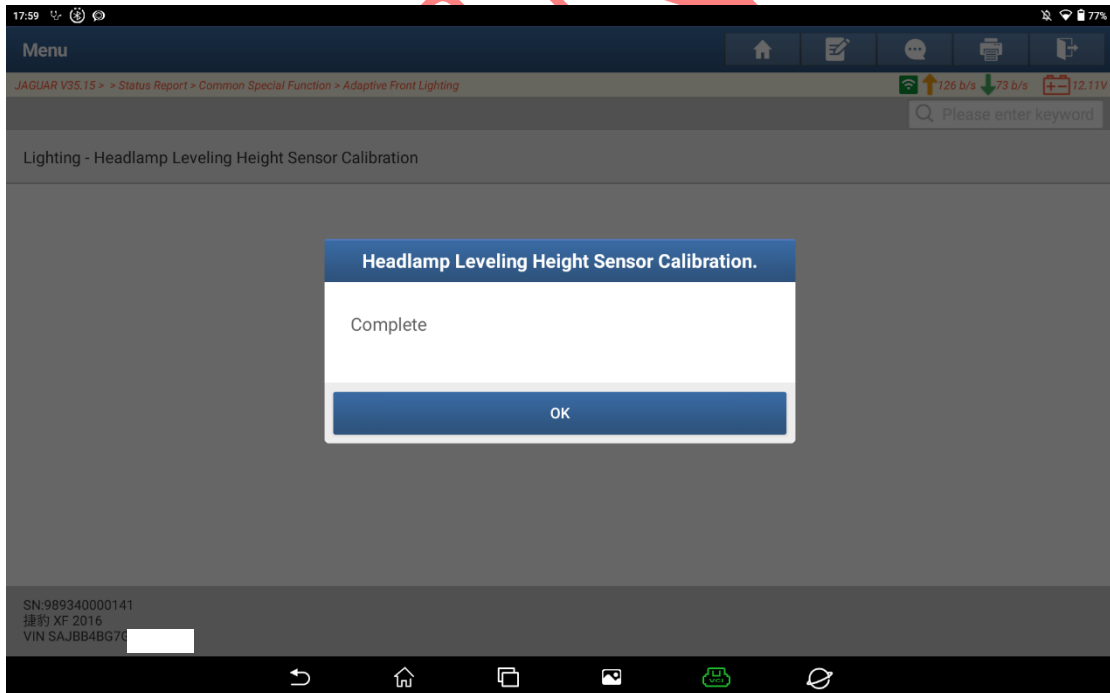 17:59
77%
Menu
JAGUAR V35.15 > > Status Report > Common Special Function > Adaptive Front Lighting
126 b/s 73 b/s 12.11V
Please enter keyword
Lighting - Headlamp Leveling Height Sensor Calibration
Headlamp Leveling Height Sensor Calibration.
Complete
OK
SN:989340000141
捷豹 XF 2016
VIN SAJBB4BG7
VCI